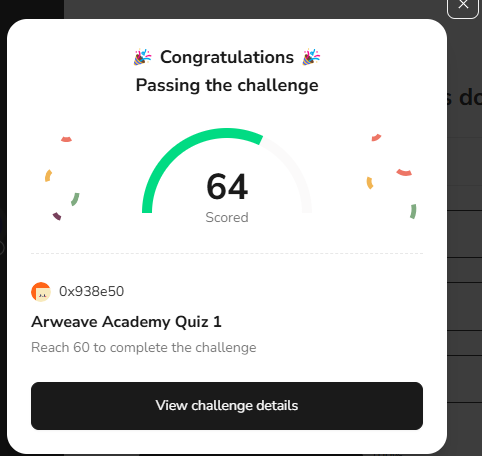 🎉 Congratulations 🎉
Passing the challenge
64
Scored
0x938e50
Arweave Academy Quiz 1
Reach 60 to complete the challenge
View challenge details